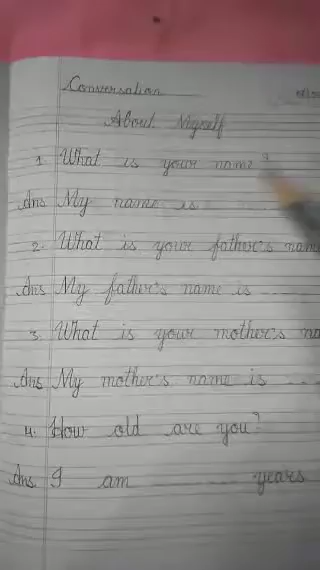 Conversation
About Myself
1. What is your name?
Ans My name is
2. What is your father's name
Ans My father's name is ......
3. What is your mother's
Ans My mother's name is ....
4. How old are you?
Ans. I am ........ years